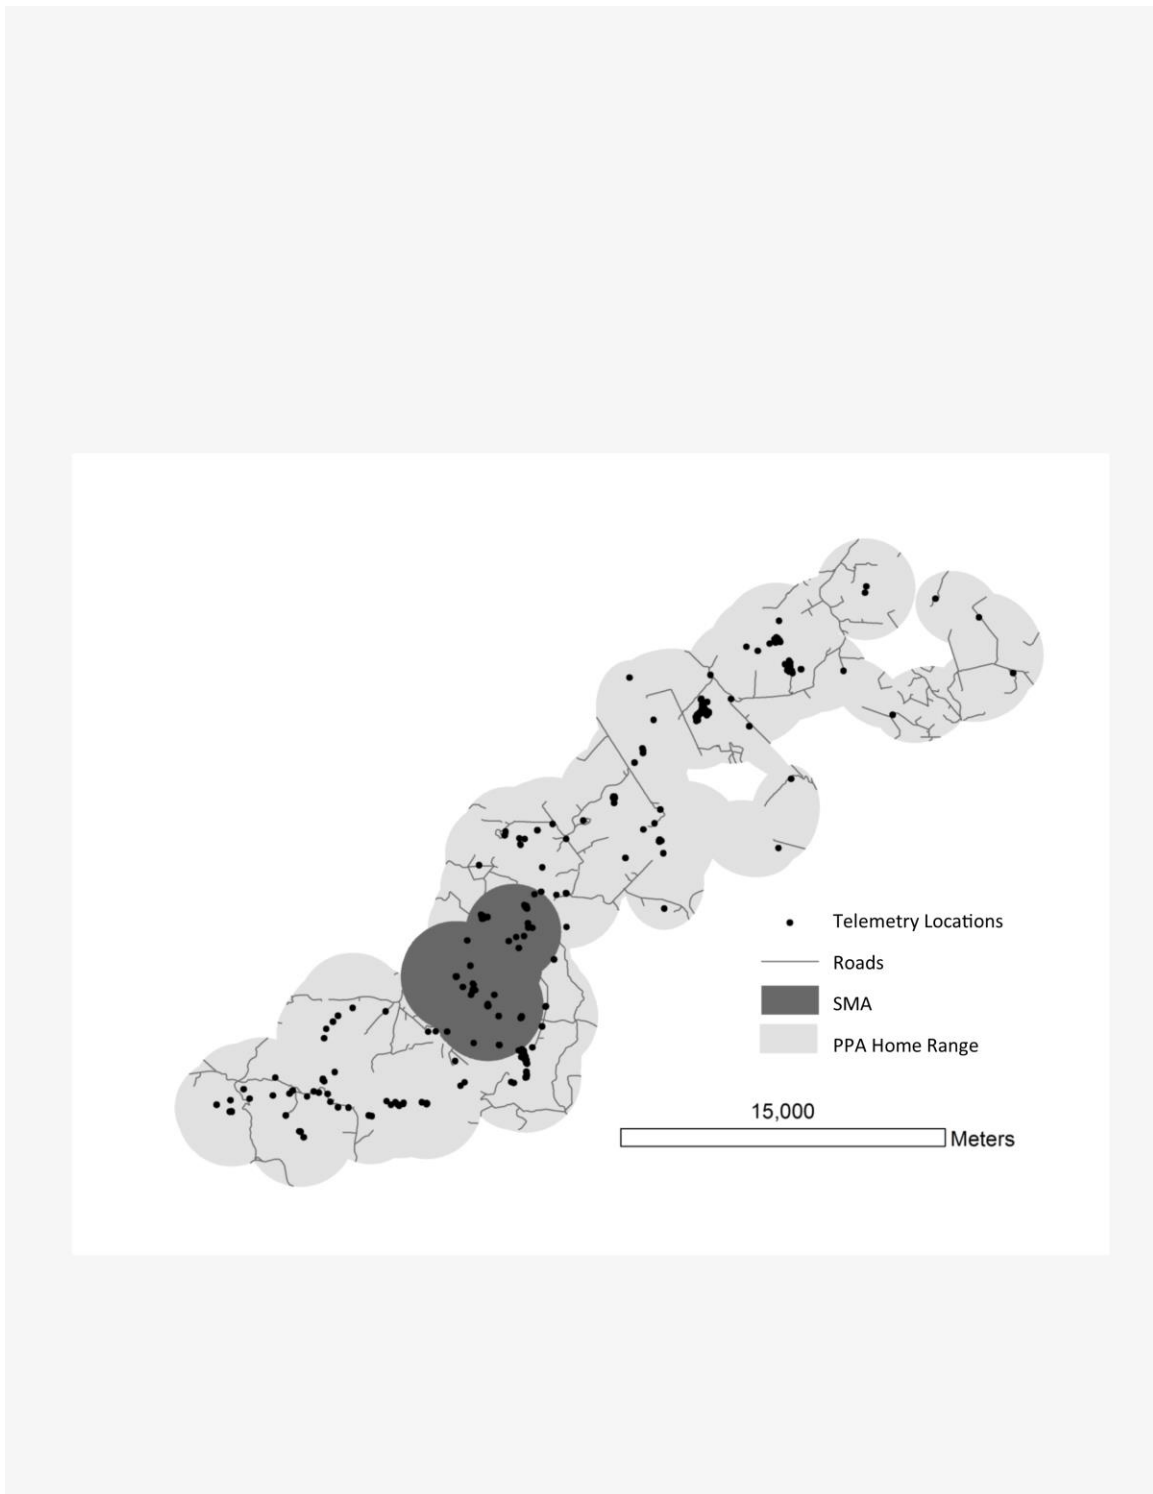 Telemetry Locations
Roads
SMA
PPA Home Range
15,000
Meters